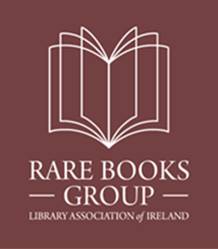 RARE BOOKS
— GROUP —
LIBRARY ASSOCIATION of IRELAND